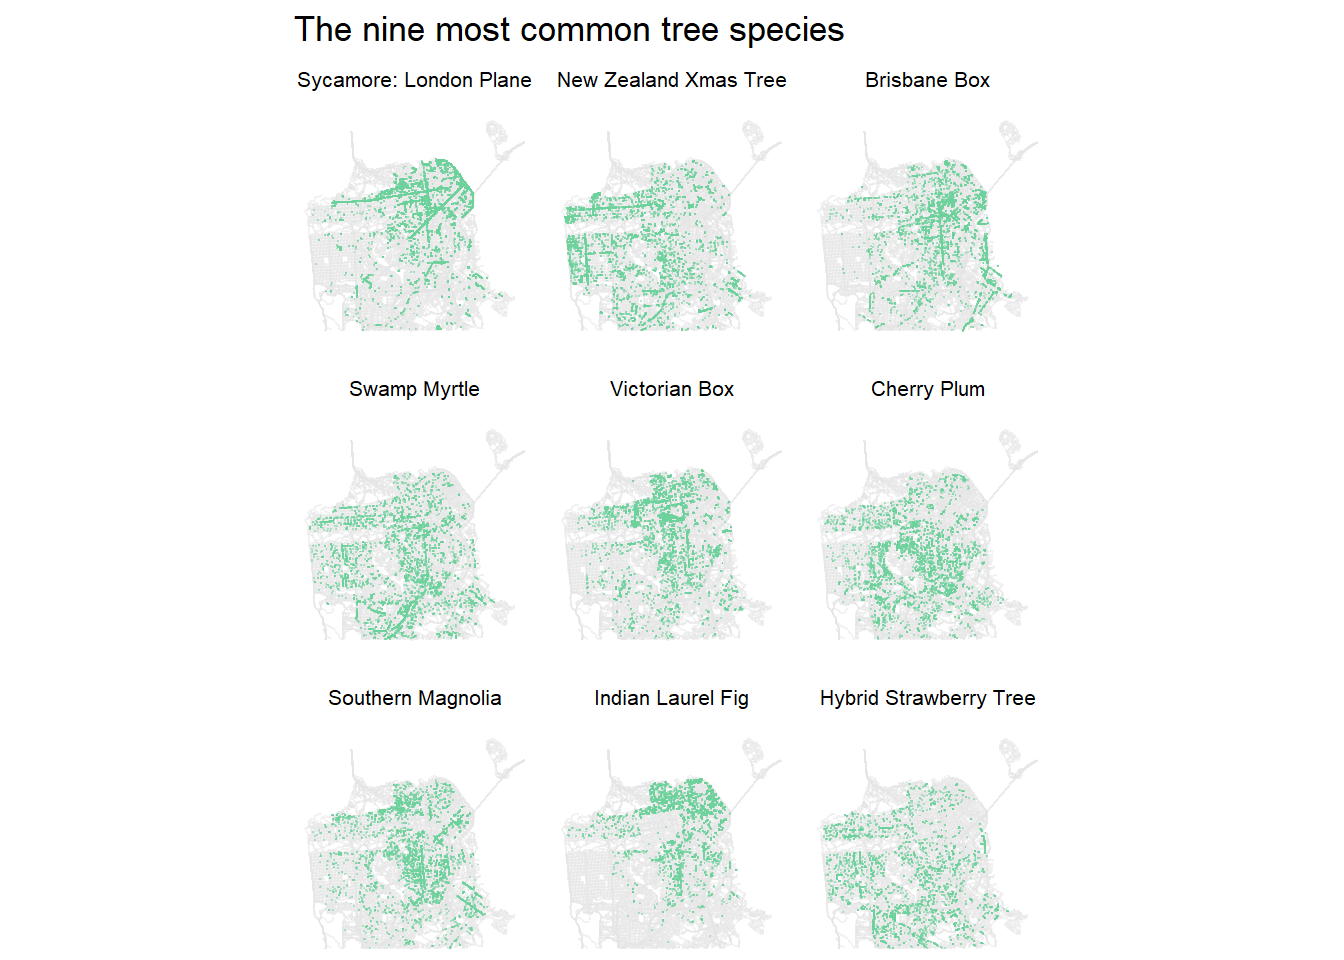 The nine most common tree species
Sycamore: London Plane
New Zealand Xmas Tree
Brisbane Box
Swamp Myrtle
Victorian Box
Cherry Plum
Southern Magnolia
Indian Laurel Fig
Hybrid Strawberry Tree